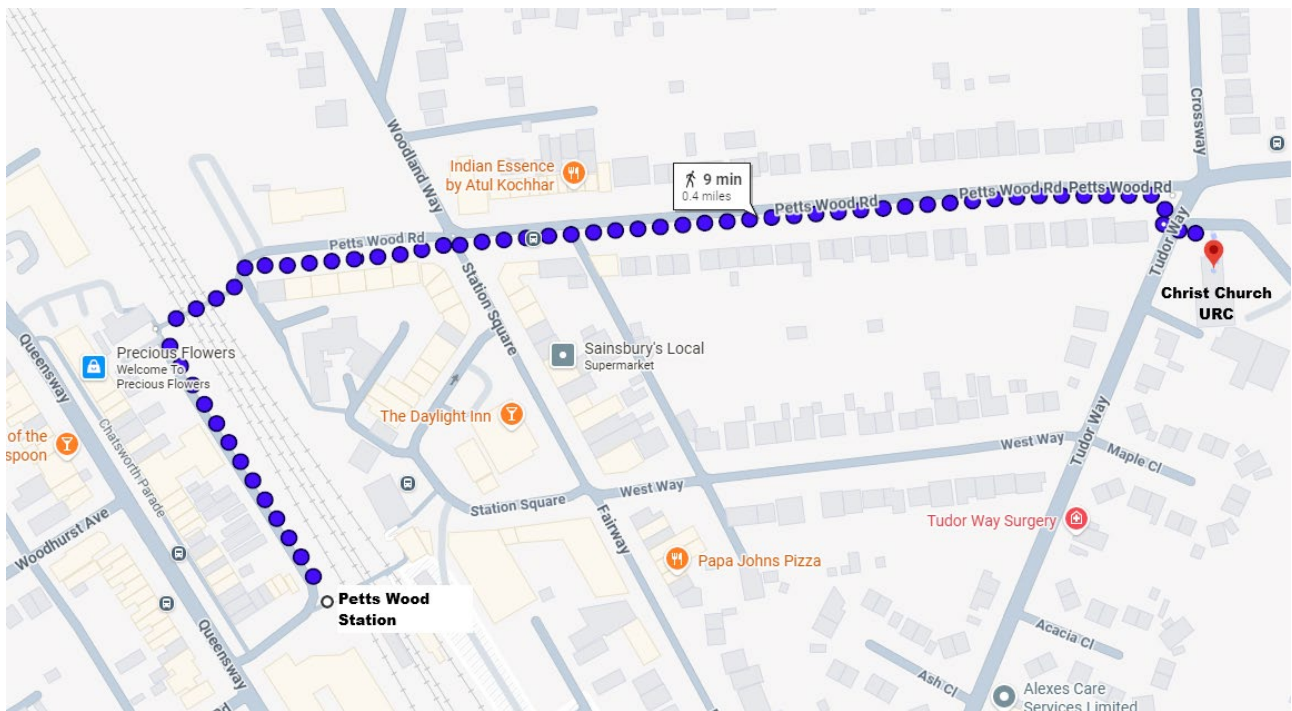 Crossway
Woodland Way
Indian Essence
by Atul Kochhar
9 min
0.4 miles
Petts Wood Rd
Petts Wood Rd
Petts Wood Rd
Petts Wood Rd
Tudor Way
Christ Church
URC
Queensway
Precious Flowers
Welcome To
Precious Flowers
Station Square
Sainsbury's Local
Supermarket
The Daylight Inn
of the
spoon
Chatsworth Parade
West Way
Tudor Way
Maple Cl
Station Square
West Way
Woodhurst Ave
Fairway
Tudor Way Surgery
Papa Johns Pizza
Petts Wood
Station
Queensway
Acacia Cl
Ash Cl
Alexes Care
Services Limited